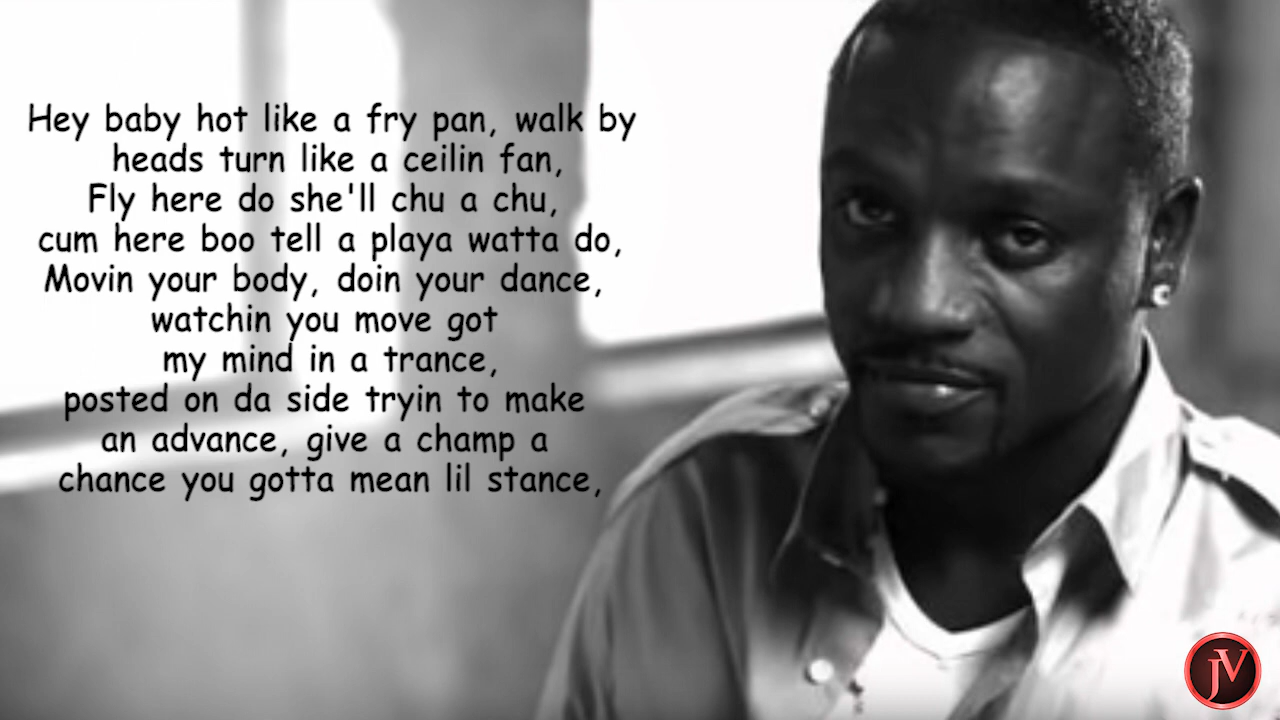 Hey baby hot like a fry pan, walk by
heads turn like a ceilin fan,
Fly here do she'll chu a chu,
cum here boo tell a playa watta do,
Movin your body, doin your dance,
watchin you move got
my mind in a trance,
posted on da side tryin to make
an advance, give a champ a
chance you gotta mean lil stance,
JV